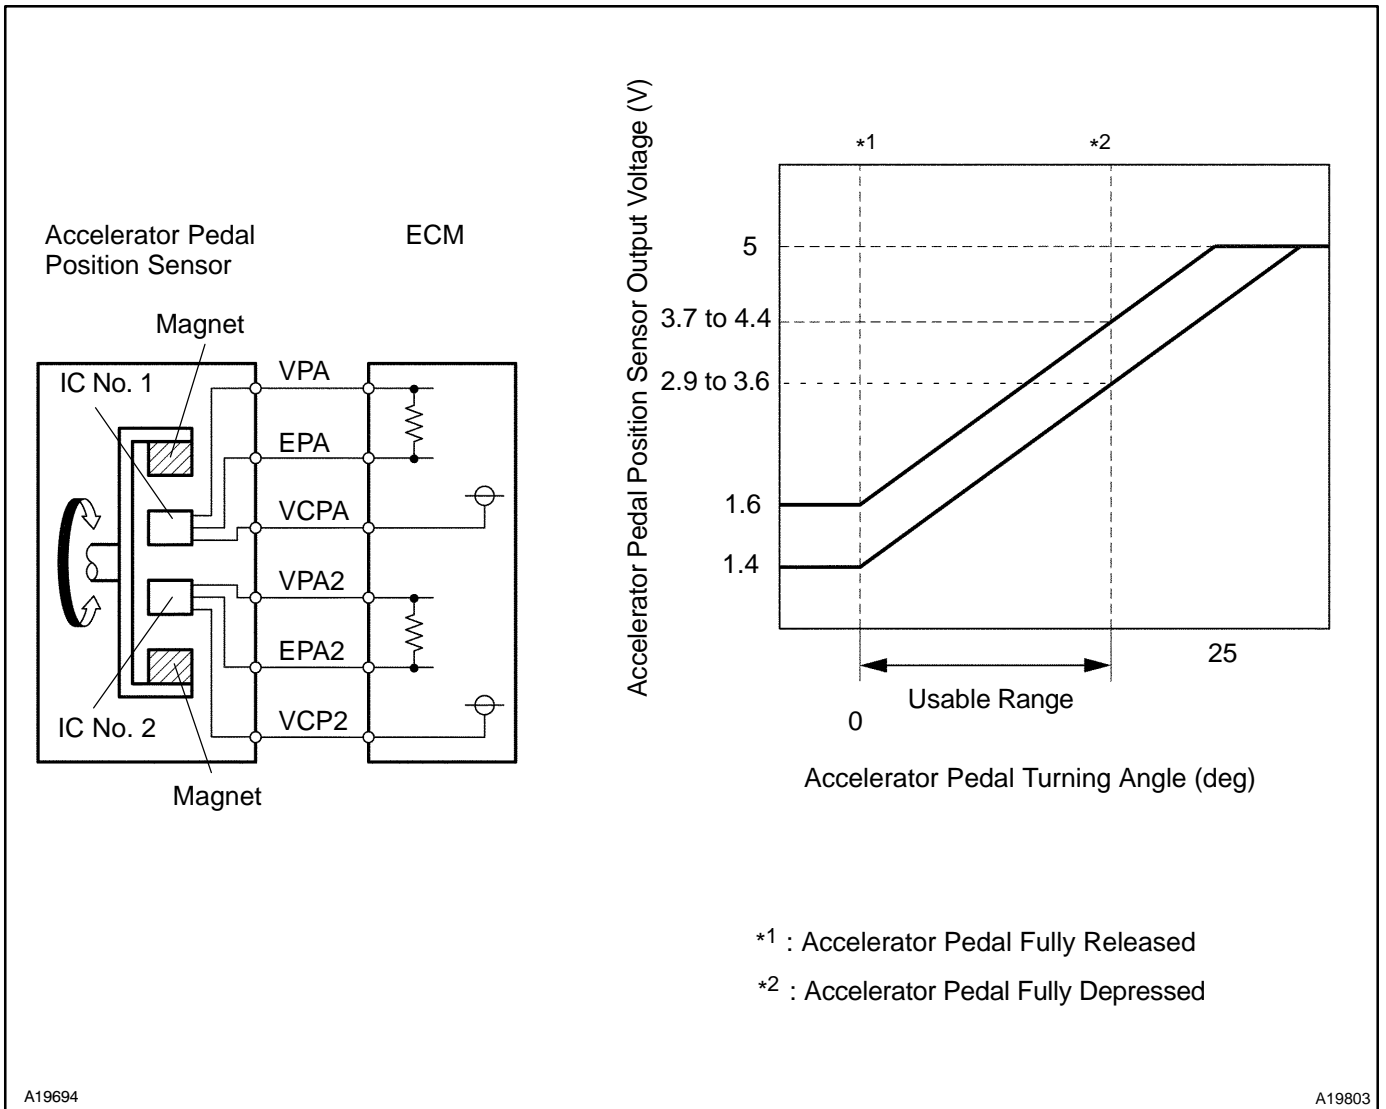 Accelerator Pedal
Position Sensor
ECM
Magnet
IC No. 1
VPA
EPA
VCPA
VPA2
EPA2
IC No. 2
VCP2
Magnet
Accelerator Pedal Position Sensor Output Voltage (V)
*1
*2
5
3.7 to 4.4
2.9 to 3.6
1.6
1.4
25
Usable Range
0
Accelerator Pedal Turning Angle (deg)
*1 : Accelerator Pedal Fully Released
*2 : Accelerator Pedal Fully Depressed
A19694
A19803